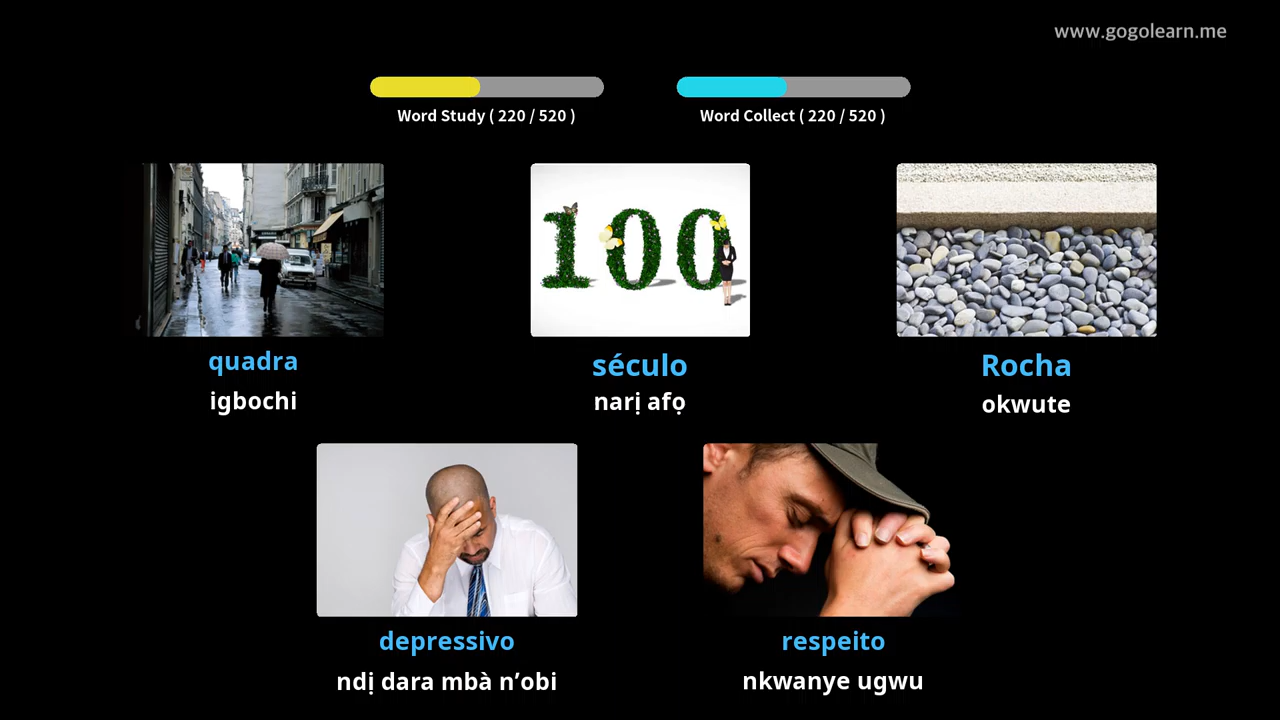 www.gogolearn.me
Word Study ( 220 / 520 )
Word Collect ( 220 / 520 )
100
quadra
igbochi
século
narị afọ
Rocha
okwute
depressivo
ndị dara mbà n’obi
respeito
nkwanye ugwu